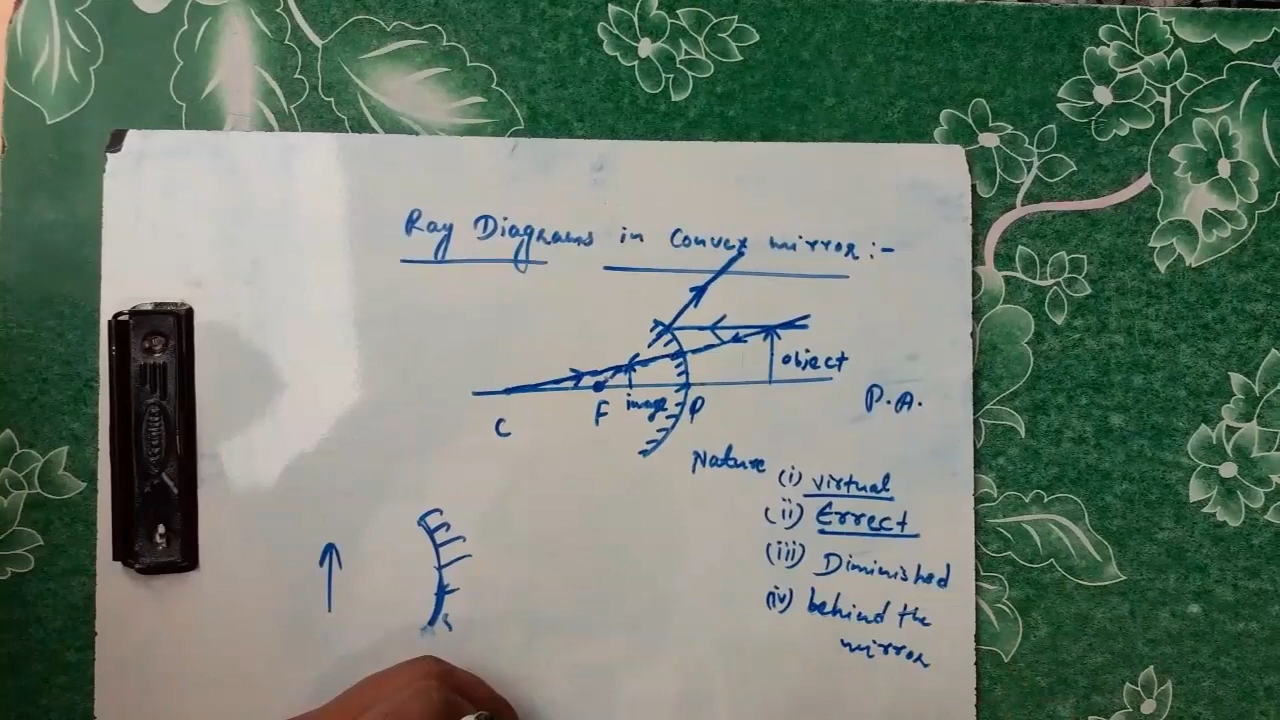 Ray Diagrams in Convex mirror :-
object
P.A.
C
F
image
P
Nature (i) virtual
(ii) Errect
(iii) Diminished
(iv) behind the
mirror